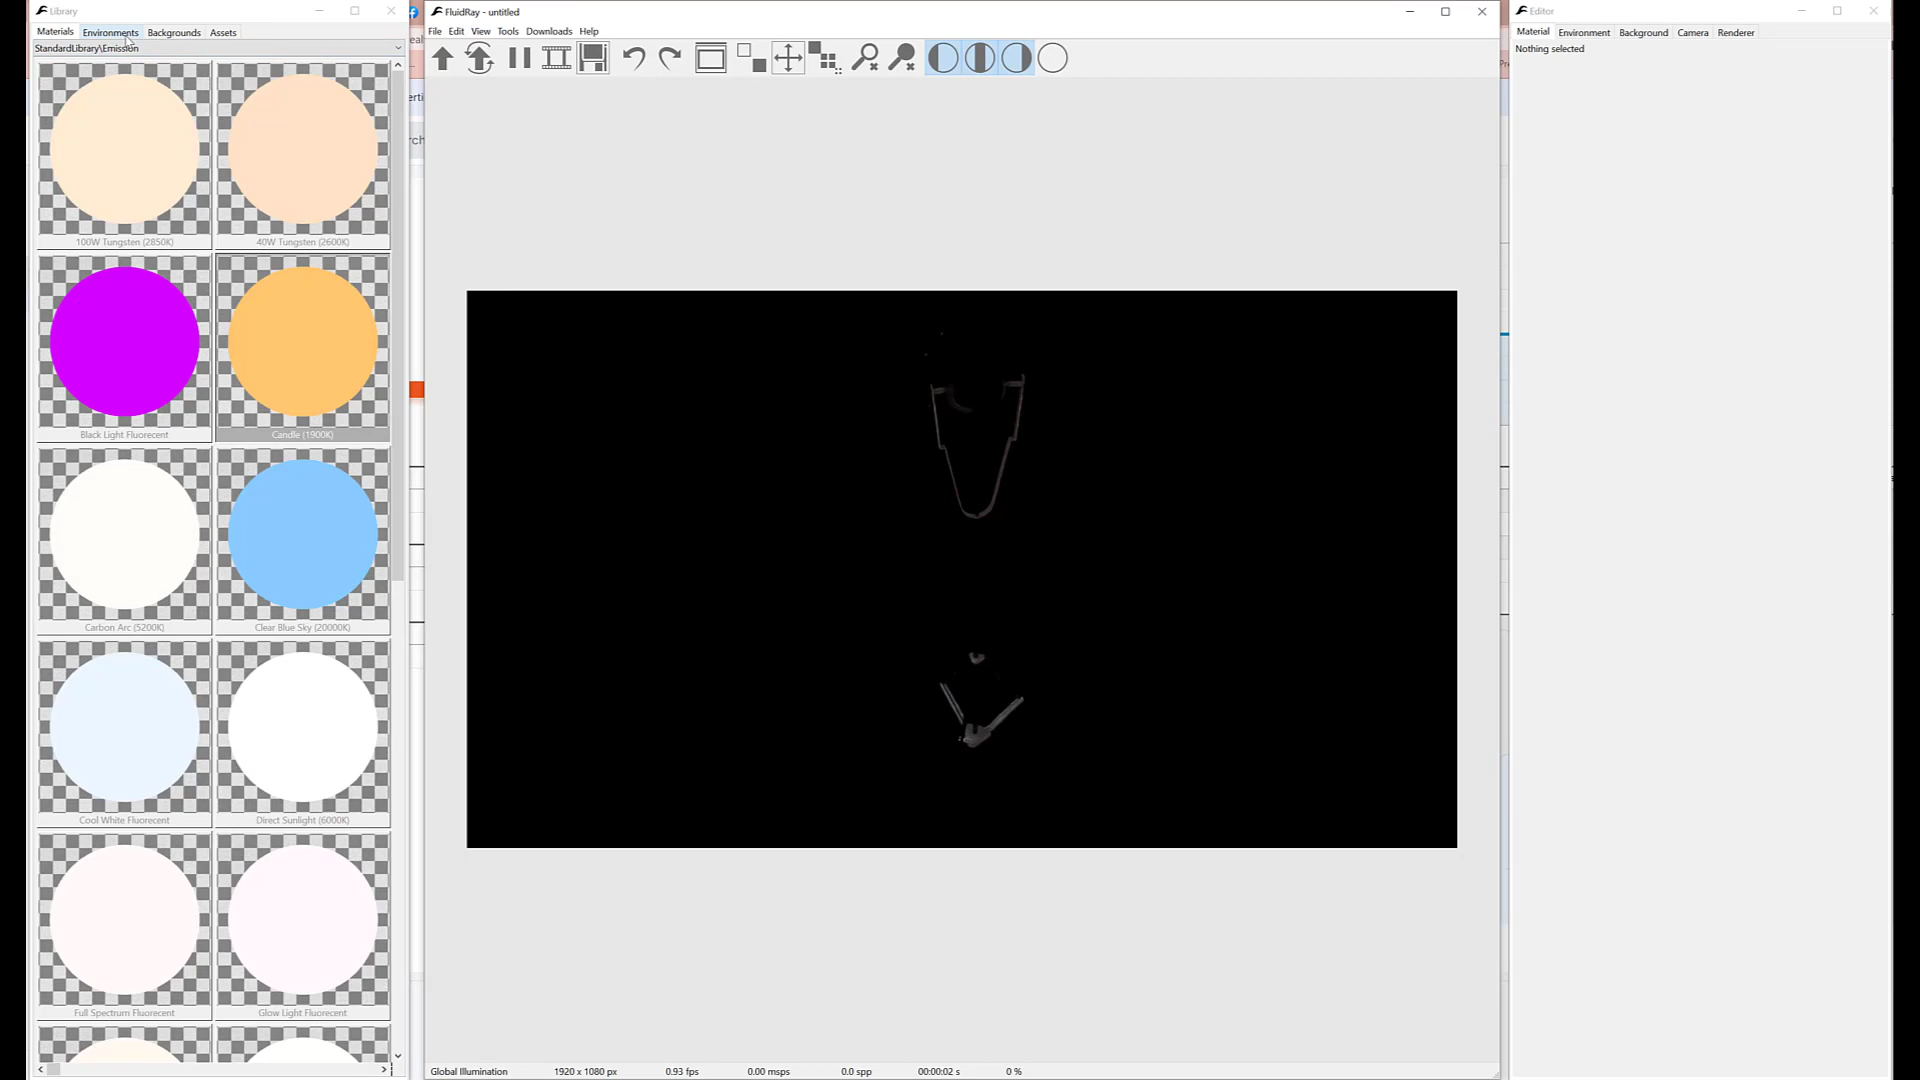 Library
Materials Environments Backgrounds Assets
StandardLibrary\Emission
100W Tungsten (2850K)
40W Tungsten (2600K)
Black Light Fluorecent
Candle (1900K)
Carbon Arc (5200K)
Clear Blue Sky (20000K)
Cool White Fluorecent
Direct Sunlight (6000K)
Full Spectrum Fluorecent
Glow Light Fluorecent
FluidRay - untitled
File Edit View Tools Downloads Help
Global Illumination 1920 x 1080 px 0.93 fps 0.00 msps 0.0 spp 00:00:02 s 0 %
Editor
Material Environment Background Camera Renderer
Nothing selected